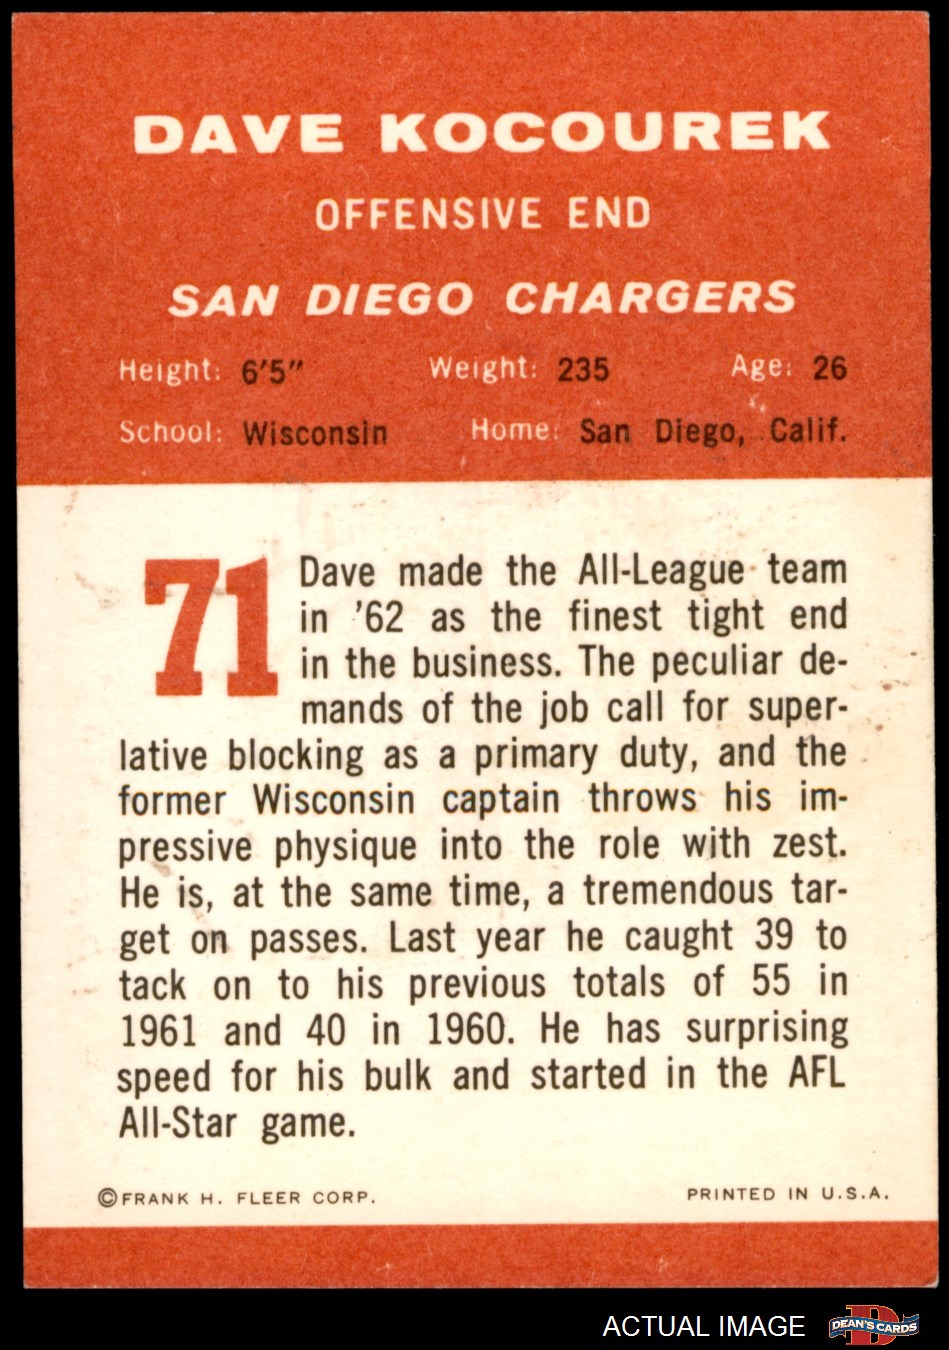 DAVE KOCOUREK
OFFENSIVE END
SAN DIEGO CHARGERS
Height: 6'5" Weight: 235 Age: 26
School: Wisconsin Home: San Diego, Calif.
71
Dave made the All-League team
in '62 as the finest tight end
in the business. The peculiar de-
mands of the job call for super-
lative blocking as a primary duty, and the
former Wisconsin captain throws his im-
pressive physique into the role with zest.
He is, at the same time, a tremendous tar-
get on passes. Last year he caught 39 to
tack on to his previous totals of 55 in
1961 and 40 in 1960. He has surprising
speed for his bulk and started in the AFL
All-Star game.
©FRANK H. FLEER CORP. PRINTED IN U.S.A.
ACTUAL IMAGE D DEAN'S CARDS